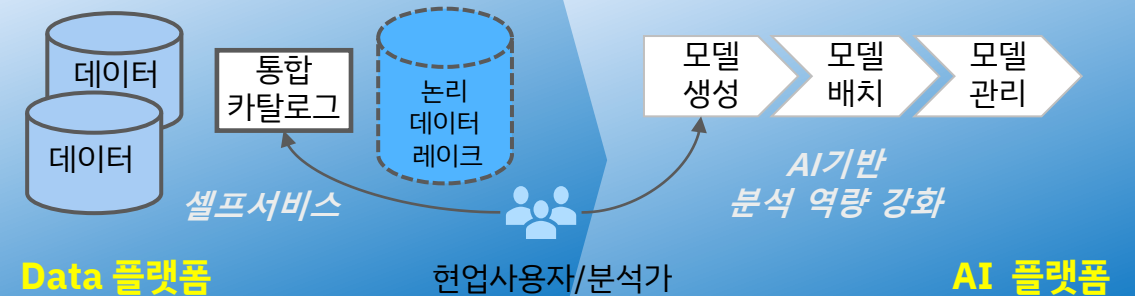 데이터
데이터
통합
카탈로그
논리
데이터
레이크
셀프서비스
모델
생성
모델
배치
모델
관리
AI기반
분석 역량 강화
Data 플랫폼
현업사용자/분석가
AI 플랫폼